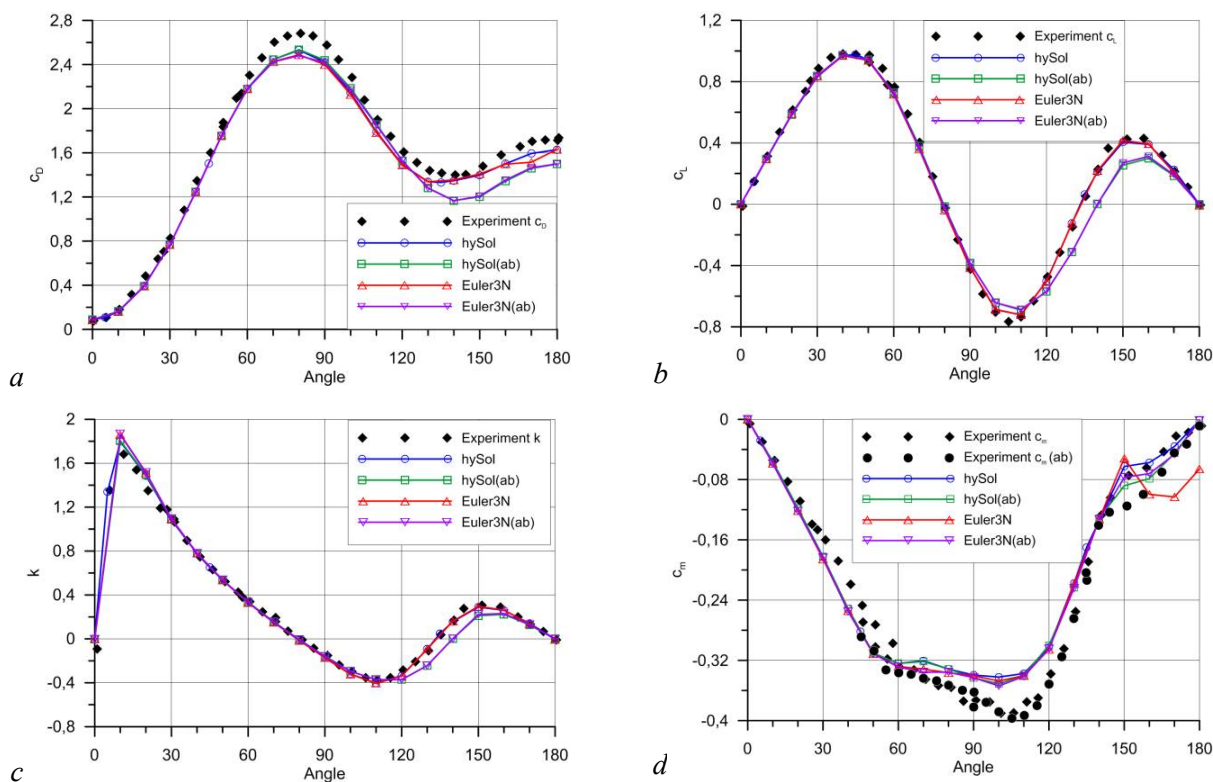 2,8
2,4
2
1,6
1,2
0,8
0,4
0
c_D
0 30 60 90 120 150 180
Angle
Experiment c_D
hySol
hySol(ab)
Euler3N
Euler3N(ab)
a
1,2
0,8
0,4
0
-0,4
-0,8
c_L
0 30 60 90 120 150 180
Angle
Experiment c_L
hySol
hySol(ab)
Euler3N
Euler3N(ab)
b
2
1,6
1,2
0,8
0,4
0
-0,4
-0,8
k
0 30 60 90 120 150 180
Angle
Experiment k
hySol
hySol(ab)
Euler3N
Euler3N(ab)
c
0
-0,08
-0,16
-0,24
-0,32
-0,4
c_m
0 30 60 90 120 150 180
Angle
Experiment c_m
Experiment c_m (ab)
hySol
hySol(ab)
Euler3N
Euler3N(ab)
d